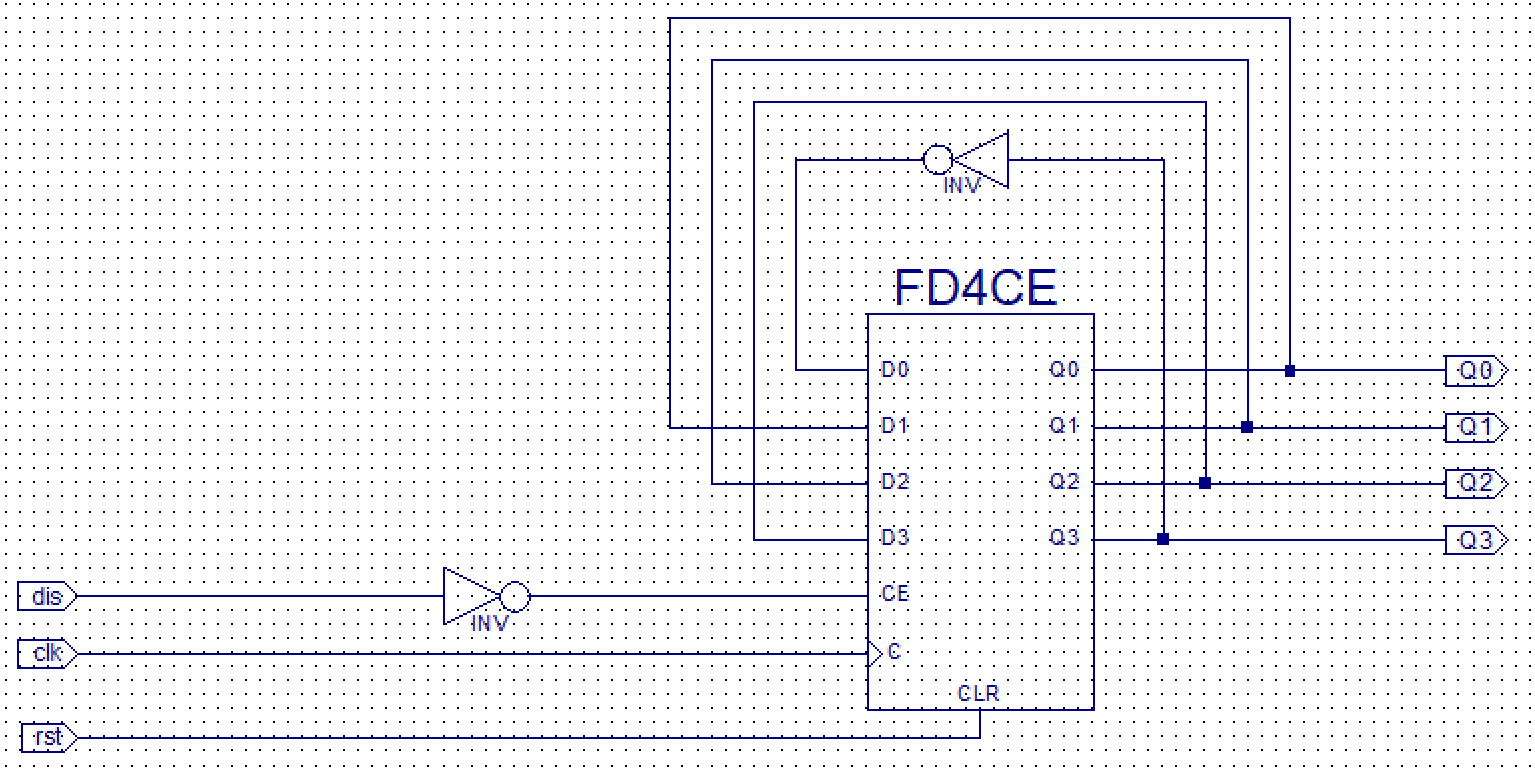 INV
FD4CE
D0 Q0 Q0
D1 Q1 Q1
D2 Q2 Q2
D3 Q3 Q3
dis INV CE
clk C
CLR
rst